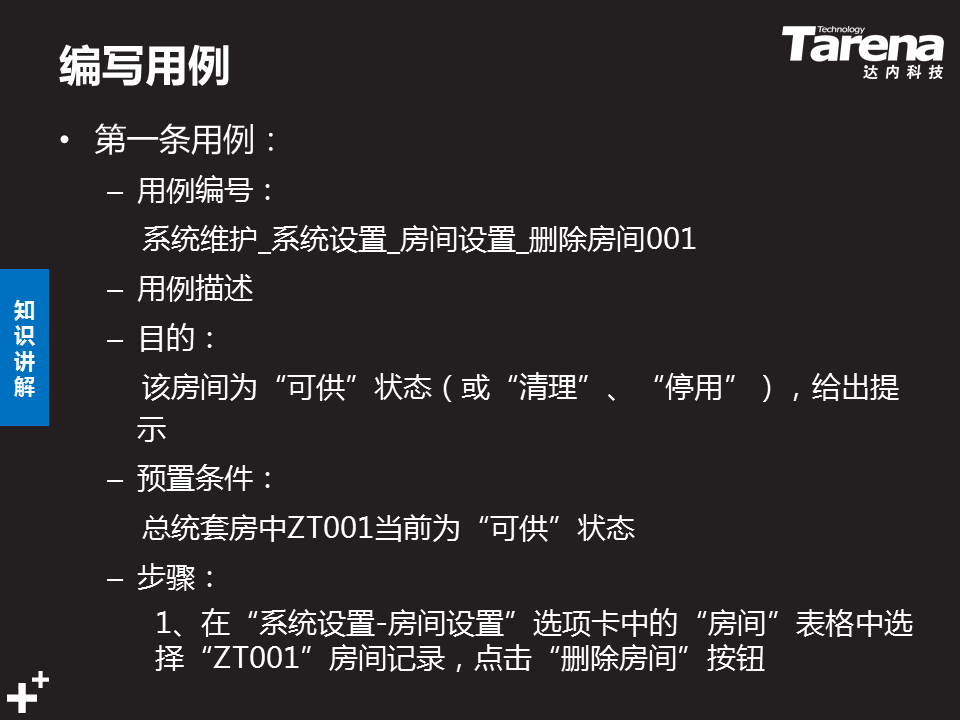 编写用例
Technology
Tarena
达内科技
• 第一条用例：
– 用例编号：
系统维护_系统设置_房间设置_删除房间001
– 用例描述
– 目的：
该房间为“可供”状态（或“清理”、“停用”），给出提
示
– 预置条件：
总统套房中ZT001当前为“可供”状态
– 步骤：
1、在“系统设置-房间设置”选项卡中的“房间”表格中选
择“ZT001”房间记录，点击“删除房间”按钮
知
识
讲
解